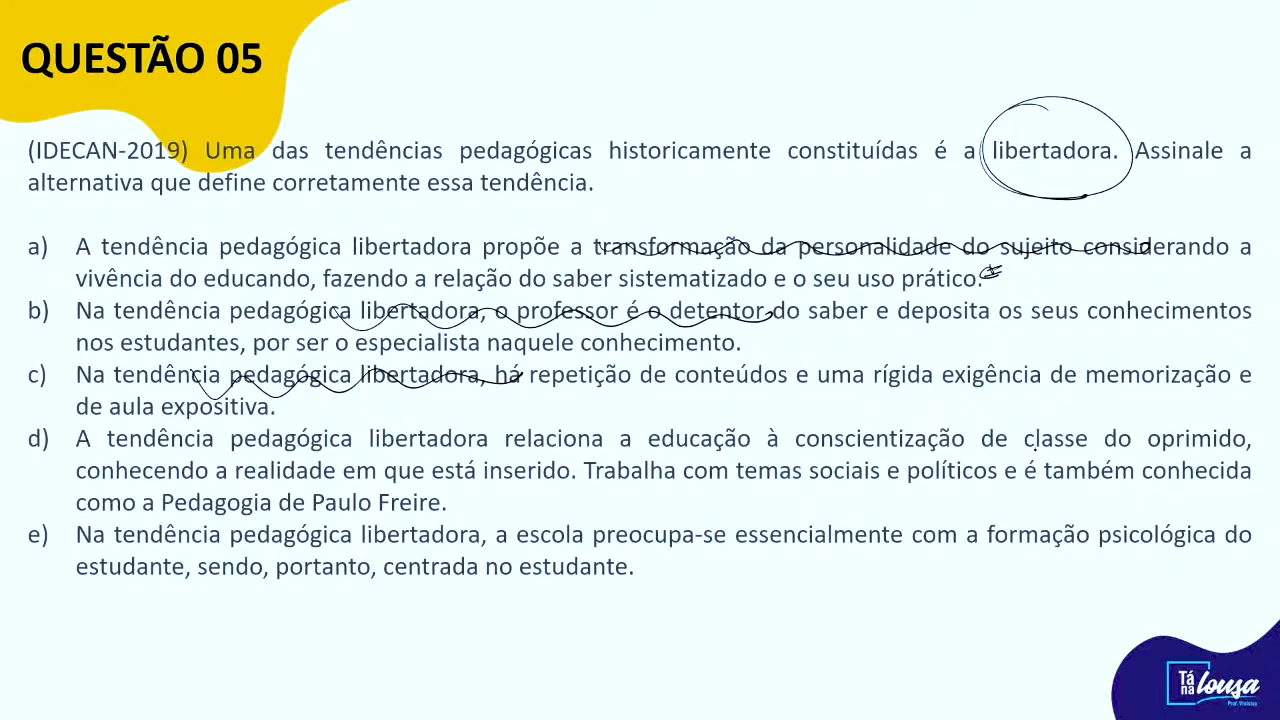 QUESTÃO 05
(IDECAN-2019) Uma das tendências pedagógicas historicamente constituídas é a libertadora. Assinale a
alternativa que define corretamente essa tendência.
a) A tendência pedagógica libertadora propõe a transformação da personalidade do sujeito considerando a
vivência do educando, fazendo a relação do saber sistematizado e o seu uso prático.
b) Na tendência pedagógica libertadora, o professor é o detentor do saber e deposita os seus conhecimentos
nos estudantes, por ser o especialista naquele conhecimento.
c) Na tendência pedagógica libertadora, há repetição de conteúdos e uma rígida exigência de memorização e
de aula expositiva.
d) A tendência pedagógica libertadora relaciona a educação à conscientização de classe do oprimido,
conhecendo a realidade em que está inserido. Trabalha com temas sociais e políticos e é também conhecida
como a Pedagogia de Paulo Freire.
e) Na tendência pedagógica libertadora, a escola preocupa-se essencialmente com a formação psicológica do
estudante, sendo, portanto, centrada no estudante.
Tá
na lousa
Prof. Vinicius